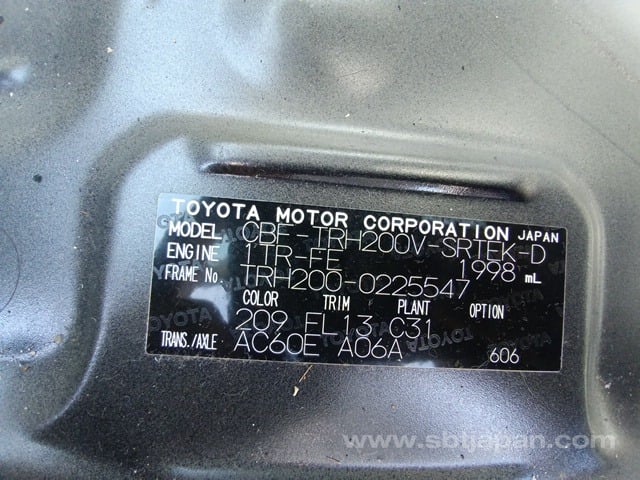 TOYOTA MOTOR CORPORATION JAPAN
MODEL CBF-TRH200V-SRTEK-D
ENGINE 1TR-FE 1998 mL
FRAME No. TRH200-0225547
COLOR TRIM PLANT OPTION
209 EL13 C31
TRANS./AXLE AC60E A06A 606
www.sbtjapan.com